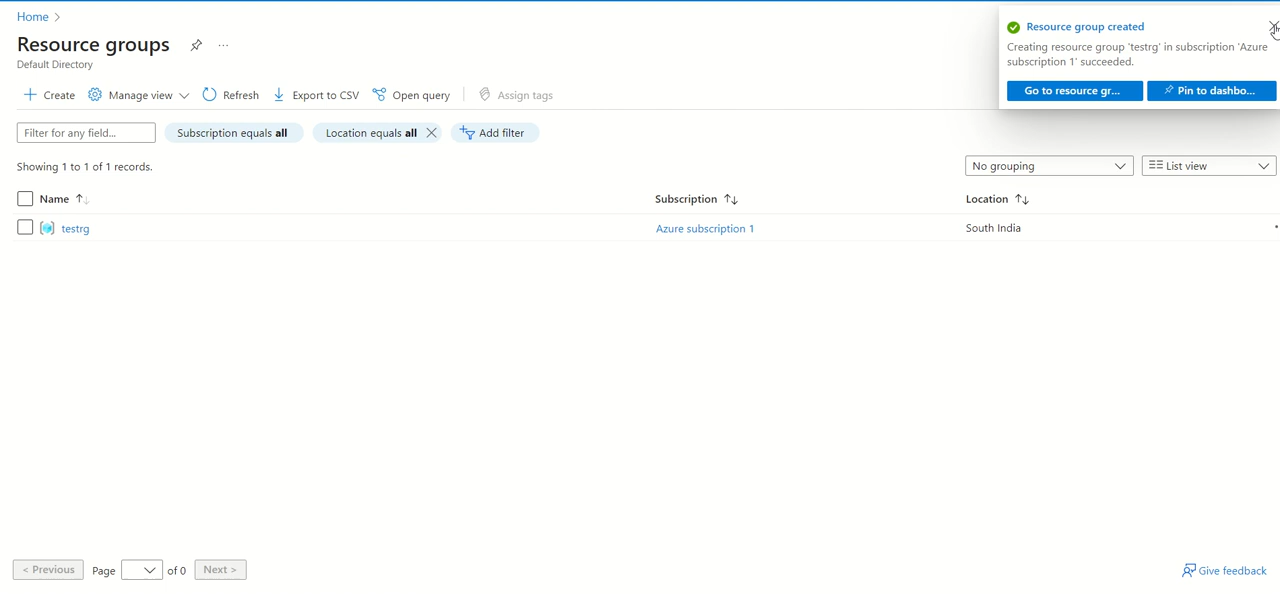 Home
Resource groups
Default Directory
Resource group created
Creating resource group 'testrg' in subscription 'Azure
subscription 1' succeeded.
Go to resource gr...
Pin to dashbo...
Create
Manage view
Refresh
Export to CSV
Open query
Assign tags
Filter for any field...
Subscription equals all
Location equals all
Add filter
Showing 1 to 1 of 1 records.
No grouping
List view
Name
Subscription
Location
testrg
Azure subscription 1
South India
< Previous
Page
of 0
Next >
Give feedback